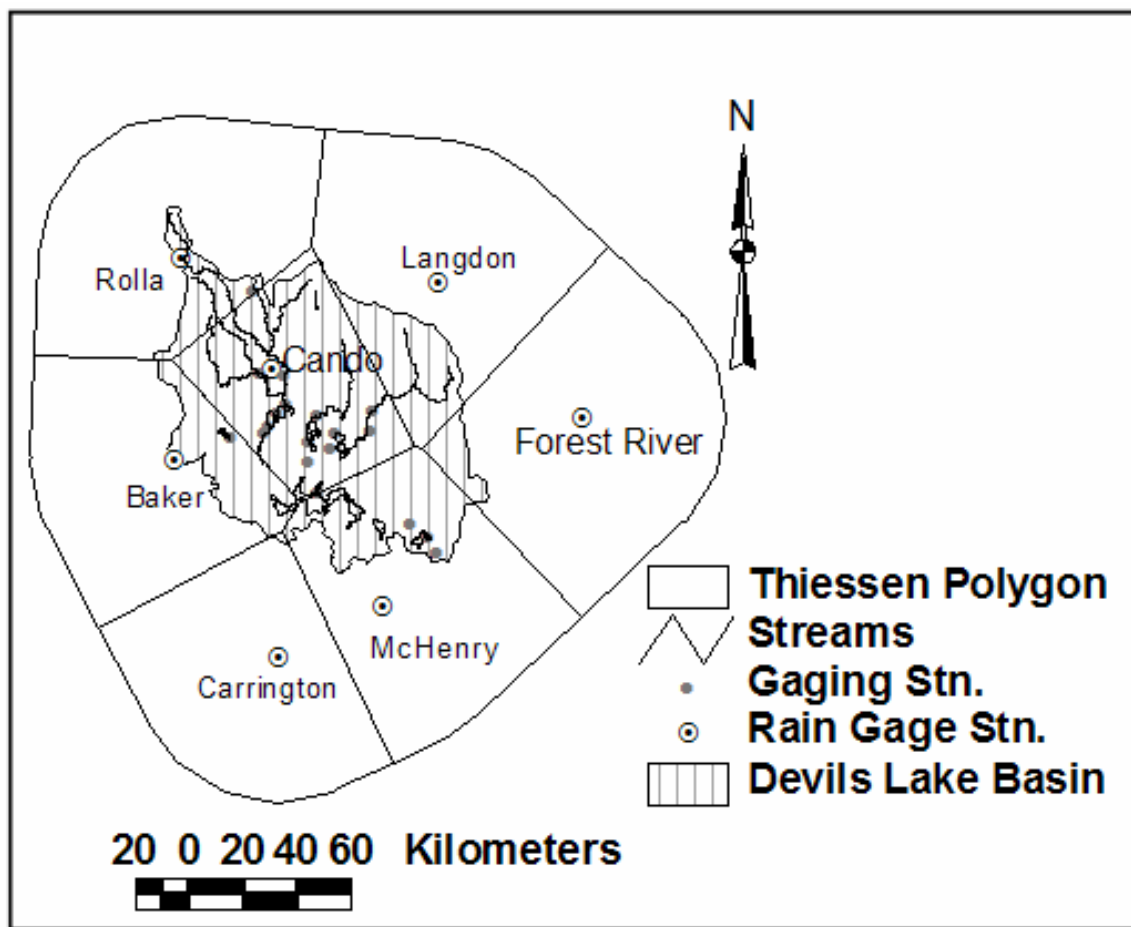 N
Langdon
Rolla
Cando
Forest River
Baker
McHenry
Carrington
Thiessen Polygon
Streams
Gaging Stn.
Rain Gage Stn.
Devils Lake Basin
20 0 20 40 60 Kilometers